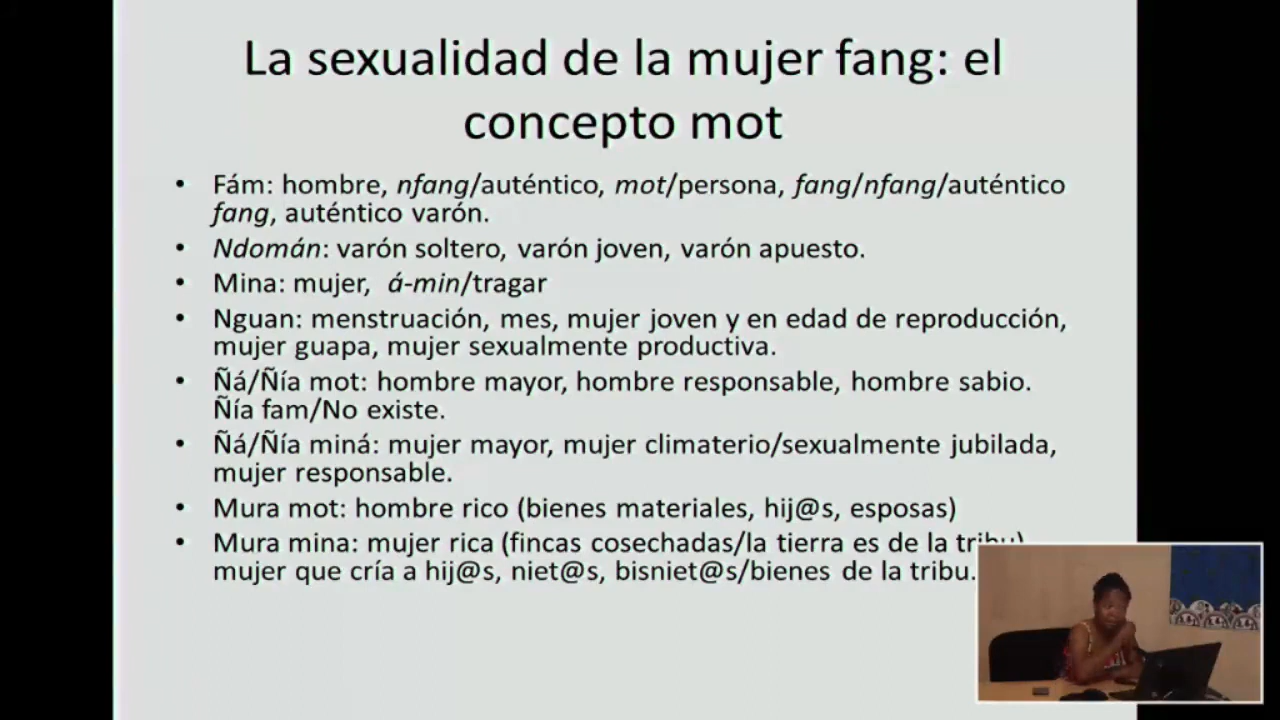 La sexualidad de la mujer fang: el
concepto mot
• Fám: hombre, nfang/auténtico, mot/persona, fang/nfang/auténtico
fang, auténtico varón.
• Ndomán: varón soltero, varón joven, varón apuesto.
• Mina: mujer, á-min/tragar
• Nguan: menstruación, mes, mujer joven y en edad de reproducción,
mujer guapa, mujer sexualmente productiva.
• Ñá/Ñía mot: hombre mayor, hombre responsable, hombre sabio.
Ñía fam/No existe.
• Ñá/Ñía miná: mujer mayor, mujer climaterio/sexualmente jubilada,
mujer responsable.
• Mura mot: hombre rico (bienes materiales, hij@s, esposas)
• Mura mina: mujer rica (fincas cosechadas/la tierra es de la tribu)
mujer que cría a hij@s, niet@s, bisniet@s/bienes de la tribu.